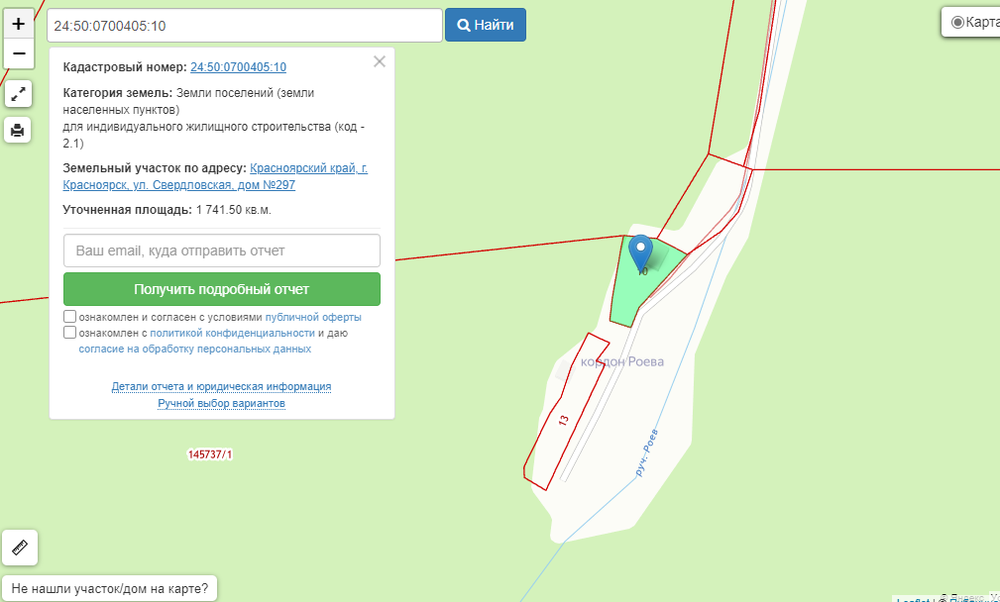 +
24:50:0700405:10
Найти
Карта
−
Кадастровый номер: 24:50:0700405:10
×
Категория земель: Земли поселений (земли
населенных пунктов)
для индивидуального жилищного строительства (код -
2.1)
Земельный участок по адресу: Красноярский край, г.
Красноярск, ул. Свердловская, дом №297
Уточненная площадь: 1 741.50 кв.м.
Ваш email, куда отправить отчет
Получить подробный отчет
ознакомлен и согласен с условиями публичной оферты
ознакомлен с политикой конфиденциальности и даю
согласие на обработку персональных данных
Детали отчета и юридическая информация
Ручной выбор вариантов
10
кордон Роева
13
руч. Роев
145737/1
Не нашли участок/дом на карте?